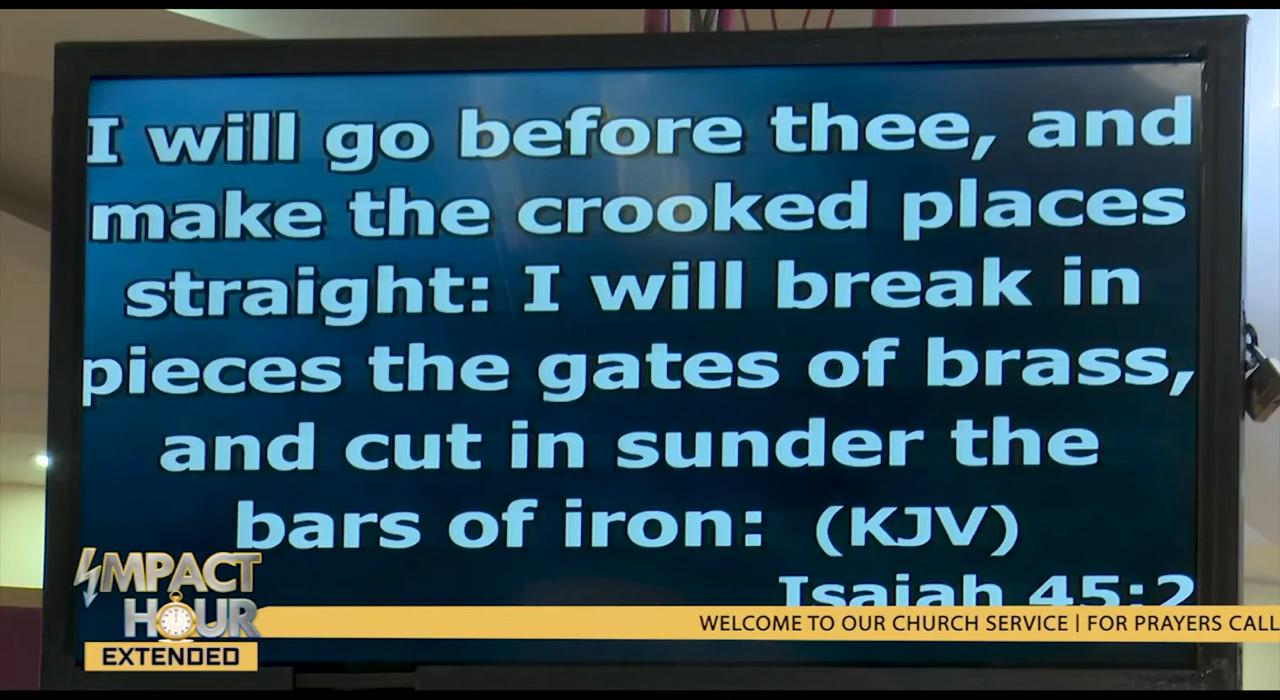 I will go before thee, and
make the crooked places
straight: I will break in
pieces the gates of brass,
and cut in sunder the
bars of iron: (KJV)
Isaiah 45:2
IMPACT
HOUR
EXTENDED
WELCOME TO OUR CHURCH SERVICE | FOR PRAYERS CALL